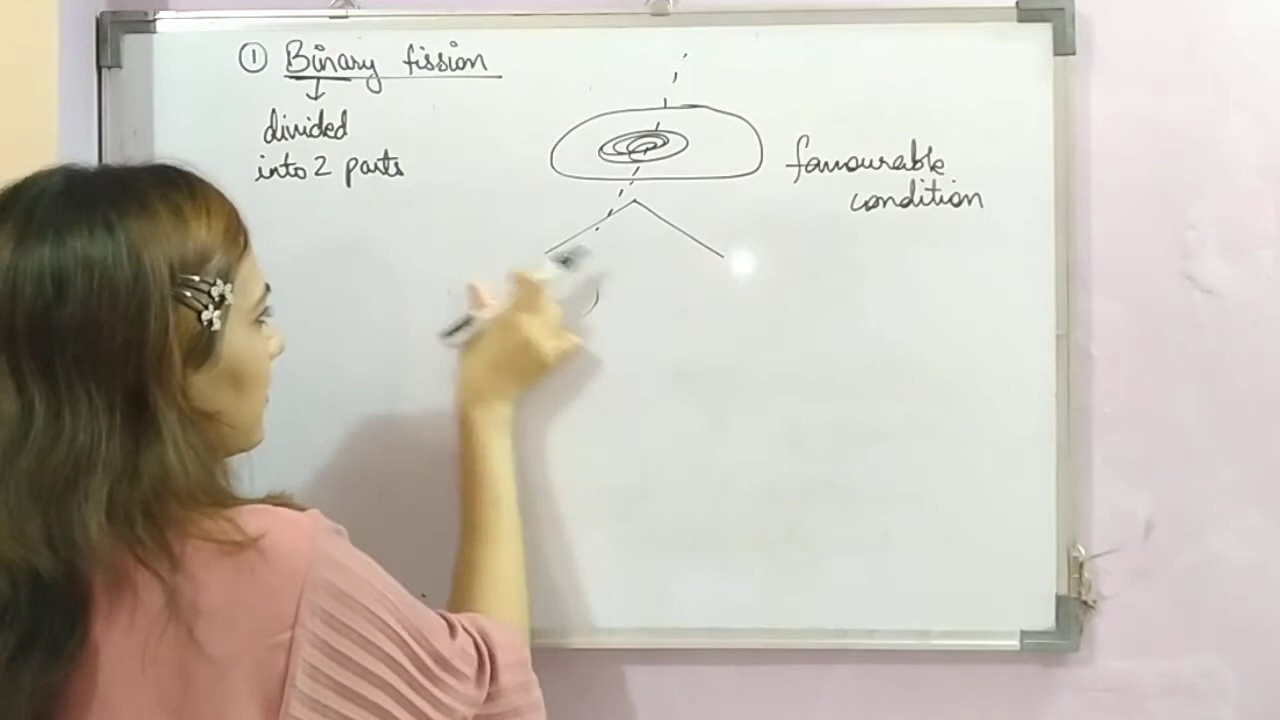 ① Binary fission
divided
into 2 parts
favourable
condition